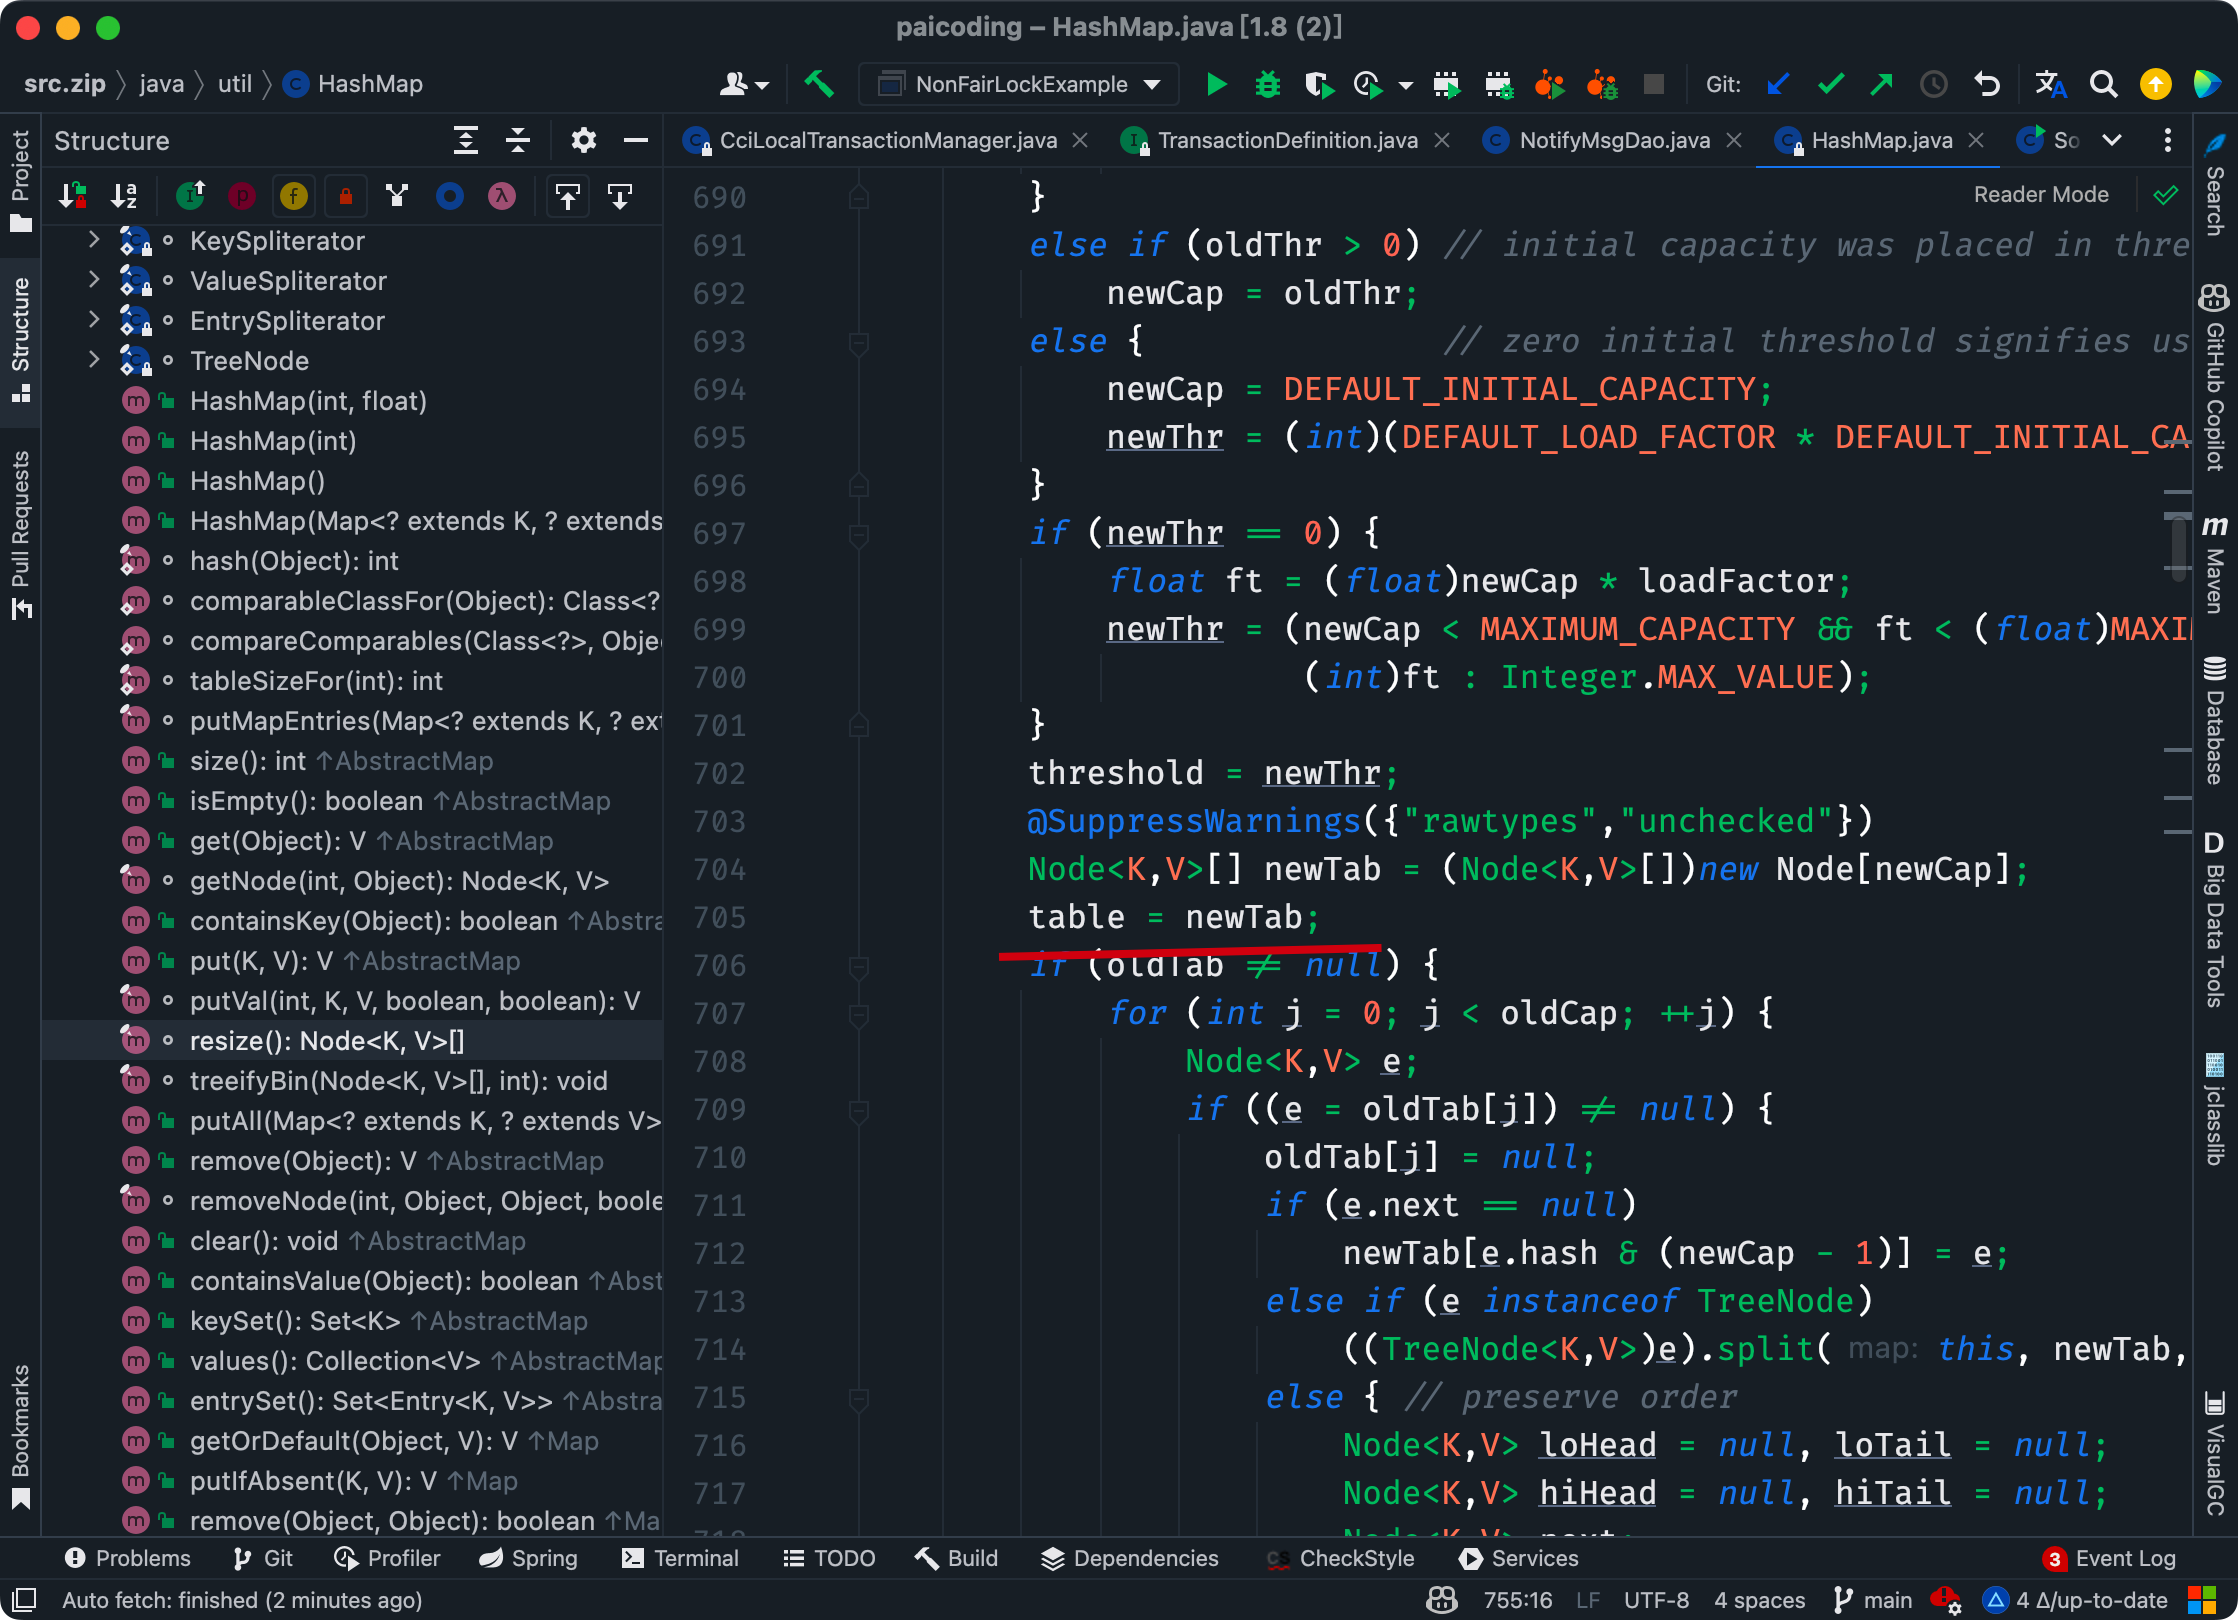 paicoding – HashMap.java [1.8 (2)]
src.zip java util HashMap
NonFairLockExample
Git:
Structure
CciLocalTransactionManager.java
TransactionDefinition.java
NotifyMsgDao.java
HashMap.java
So
Reader Mode
Project
Structure
Pull Requests
Bookmarks
KeySpliterator
ValueSpliterator
EntrySpliterator
TreeNode
HashMap(int, float)
HashMap(int)
HashMap()
HashMap(Map<? extends K, ? extends
hash(Object): int
comparableClassFor(Object): Class<?
compareComparables(Class<?>, Obje
tableSizeFor(int): int
putMapEntries(Map<? extends K, ? ext
size(): int ↑AbstractMap
isEmpty(): boolean ↑AbstractMap
get(Object): V ↑AbstractMap
getNode(int, Object): Node<K, V>
containsKey(Object): boolean ↑Abstra
put(K, V): V ↑AbstractMap
putVal(int, K, V, boolean, boolean): V
resize(): Node<K, V>[]
treeifyBin(Node<K, V>[], int): void
putAll(Map<? extends K, ? extends V>
remove(Object): V ↑AbstractMap
removeNode(int, Object, Object, boole
clear(): void ↑AbstractMap
containsValue(Object): boolean ↑Abst
keySet(): Set<K> ↑AbstractMap
values(): Collection<V> ↑AbstractMap
entrySet(): Set<Entry<K, V>> ↑Abstra
getOrDefault(Object, V): V ↑Map
putIfAbsent(K, V): V ↑Map
remove(Object, Object): boolean ↑Ma
690 }
691 else if (oldThr > 0) // initial capacity was placed in thre
692 newCap = oldThr;
693 else { // zero initial threshold signifies us
694 newCap = DEFAULT_INITIAL_CAPACITY;
695 newThr = (int)(DEFAULT_LOAD_FACTOR * DEFAULT_INITIAL_CA
696 }
697 if (newThr == 0) {
698 float ft = (float)newCap * loadFactor;
699 newThr = (newCap < MAXIMUM_CAPACITY && ft < (float)MAXI
700 (int)ft : Integer.MAX_VALUE);
701 }
702 threshold = newThr;
703 @SuppressWarnings({"rawtypes","unchecked"})
704 Node<K,V>[] newTab = (Node<K,V>[])new Node[newCap];
705 table = newTab;
706 if (oldTab != null) {
707 for (int j = 0; j < oldCap; ++j) {
708 Node<K,V> e;
709 if ((e = oldTab[j]) != null) {
710 oldTab[j] = null;
711 if (e.next == null)
712 newTab[e.hash & (newCap - 1)] = e;
713 else if (e instanceof TreeNode)
714 ((TreeNode<K,V>)e).split( map: this, newTab,
715 else { // preserve order
716 Node<K,V> loHead = null, loTail = null;
717 Node<K,V> hiHead = null, hiTail = null;
718 Node<K,V> next;
Search
GitHub Copilot
m Maven
Database
D Big Data Tools
jclasslib
VisualGC
Problems Git Profiler Spring Terminal TODO Build Dependencies CheckStyle Services 3 Event Log
Auto fetch: finished (2 minutes ago) 755:16 LF UTF-8 4 spaces main 4 Δ/up-to-date